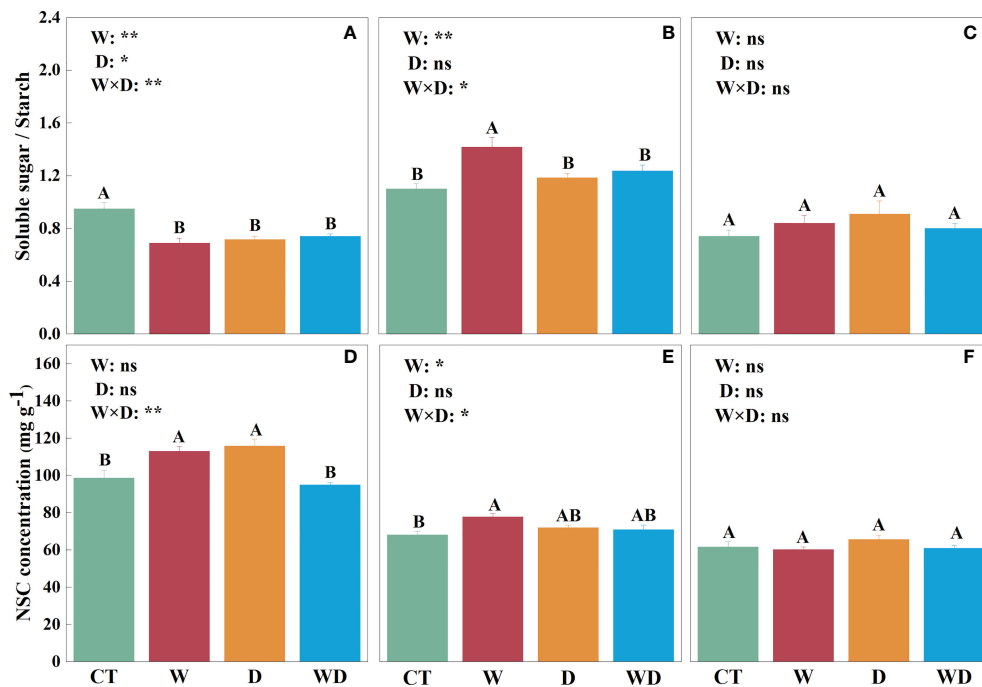 Soluble sugar / Starch
2.4
2.0
1.6
1.2
0.8
0.4
0.0
W: **
D: *
W×D: **
A
A
B
B
B
W: **
D: ns
W×D: *
B
B
A
B
B
W: ns
D: ns
W×D: ns
C
A
A
A
A
NSC concentration (mg g-1)
160
140
120
100
80
60
40
20
0
W: ns
D: ns
W×D: **
D
B
A
A
B
CT
W
D
WD
W: *
D: ns
W×D: *
E
B
A
AB
AB
CT
W
D
WD
W: ns
D: ns
W×D: ns
F
A
A
A
A
CT
W
D
WD